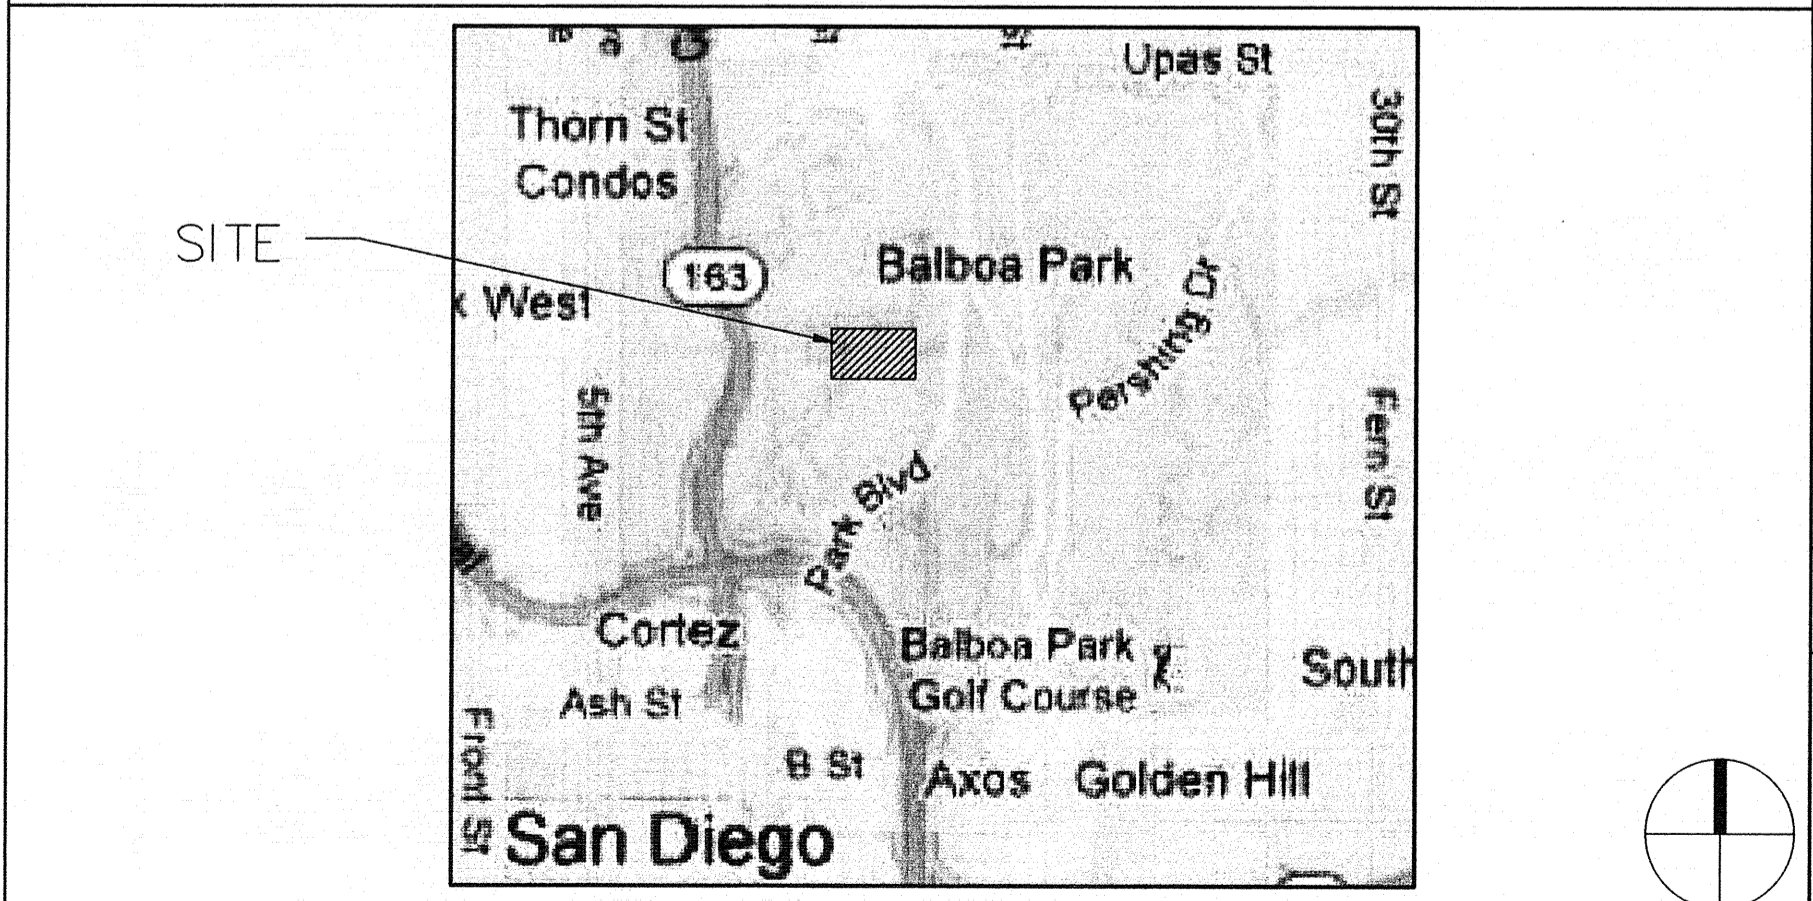 Upas St
Thorn St
Condos
30th St
SITE
163
Balboa Park
x West
Pershing Dr
5th Ave
Fern St
Park Blvd
Cortez
Balboa Park
Golf Course
South
Ash St
Front St
B St
Axos
Golden Hill
San Diego